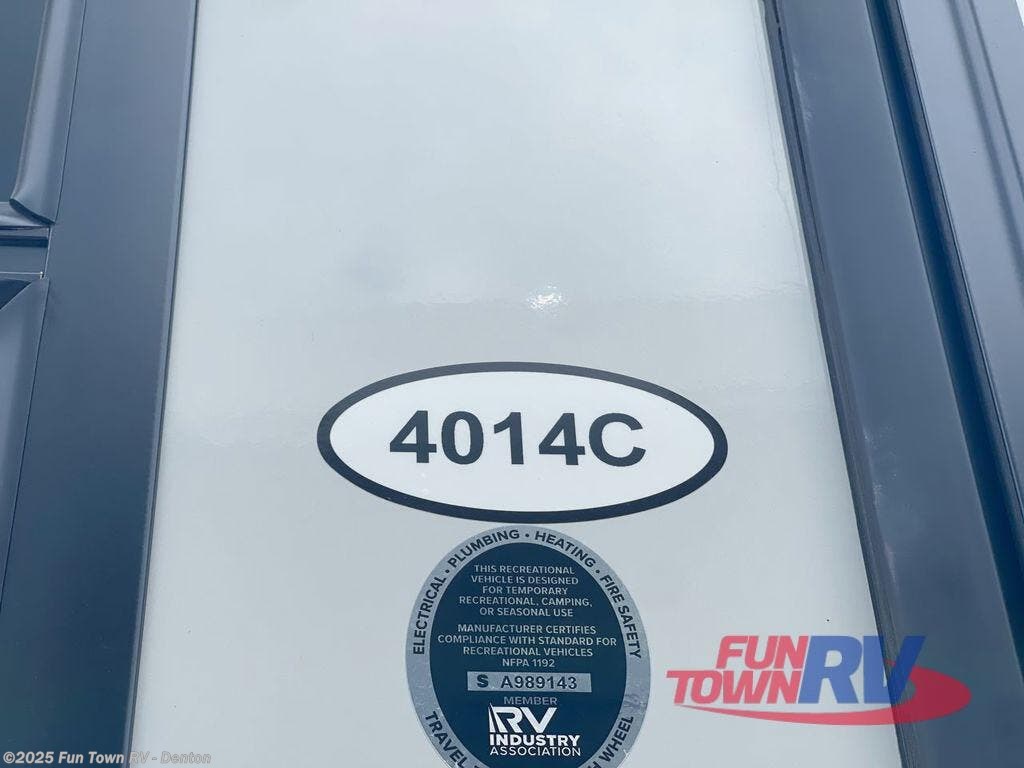 4014C
ELECTRICAL • PLUMBING • HEATING • FIRE SAFETY
THIS RECREATIONAL
VEHICLE IS DESIGNED
FOR TEMPORARY
RECREATIONAL, CAMPING,
OR SEASONAL USE
MANUFACTURER CERTIFIES
COMPLIANCE WITH STANDARD FOR
RECREATIONAL VEHICLES
NFPA 1192
S A989143
MEMBER
RV
INDUSTRY
ASSOCIATION
TRAVEL
WHEEL
FUN
TOWN RV
©2025 Fun Town RV - Denton